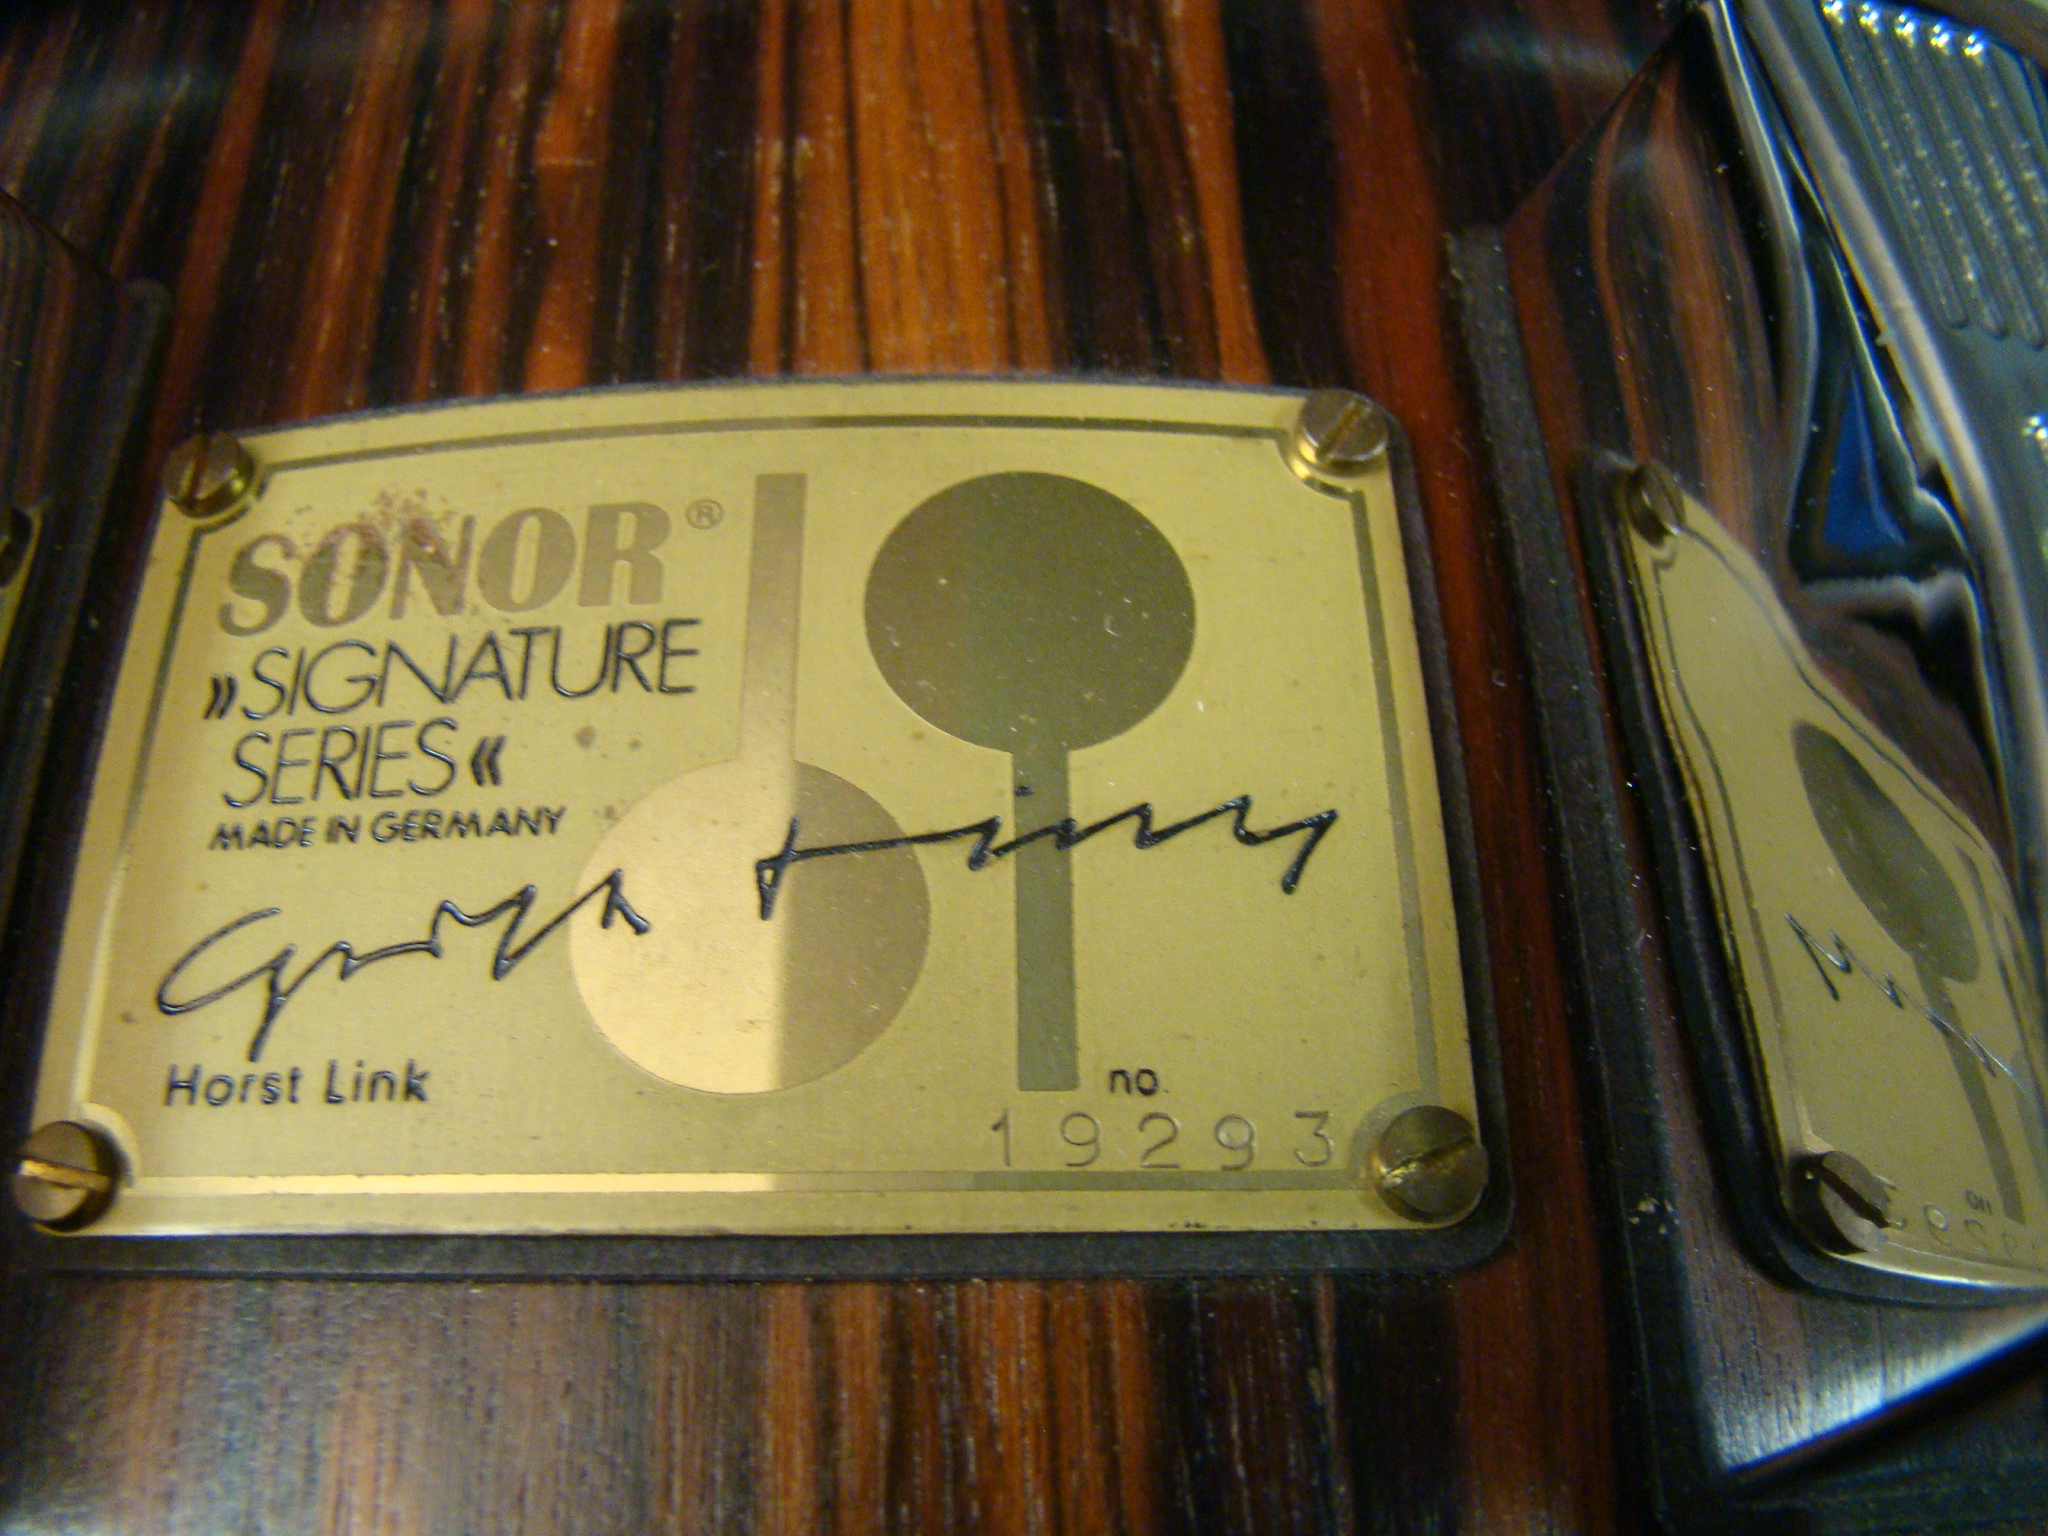 SONOR®
»SIGNATURE
SERIES«
MADE IN GERMANY
Horst Link
no.
19293